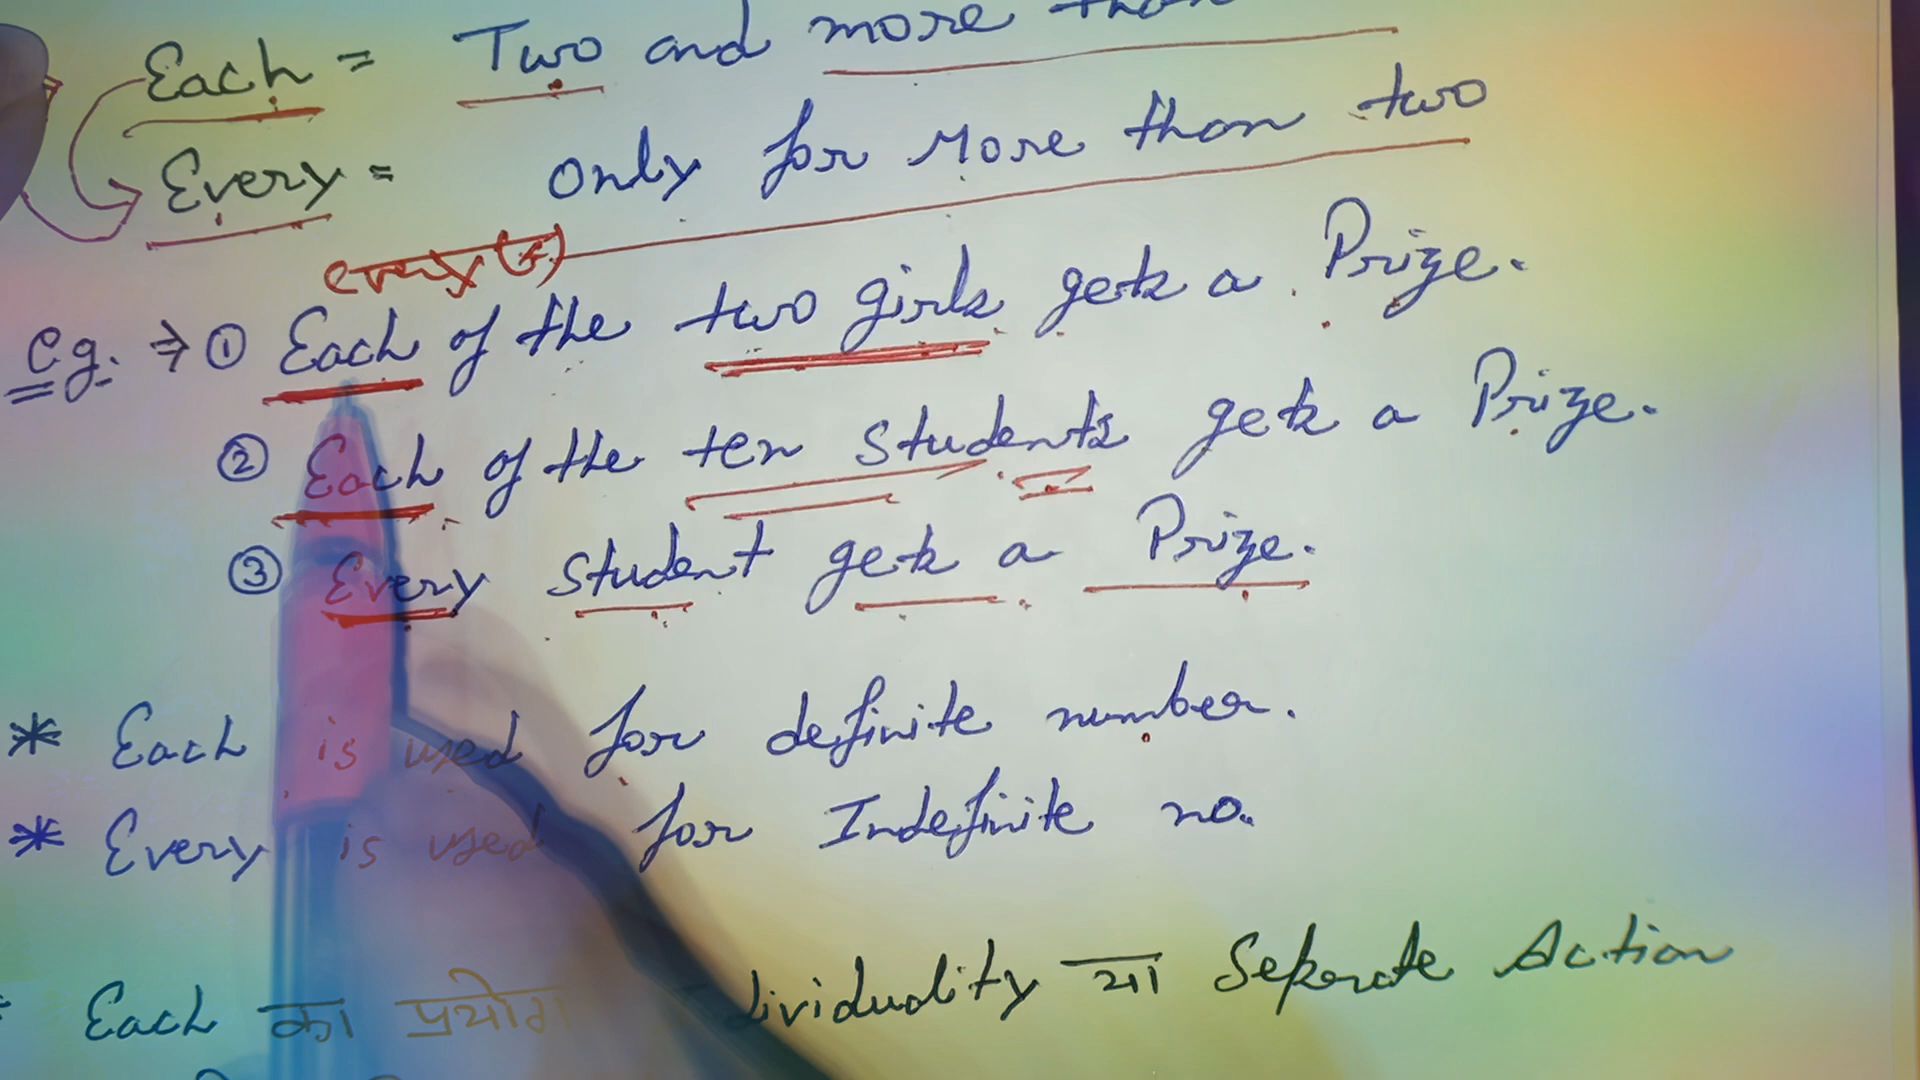 Each = Two and more than
Every = Only for More than two
every (x)
e.g. ⇒ ① Each of the two girls gets a Prize.
② Each of the ten Students gets a Prize.
③ Every Student gets a Prize.
* Each is used for definite number.
* Every is used for Indefinite no.
Each का प्रयोग dividuality या Seperate Action